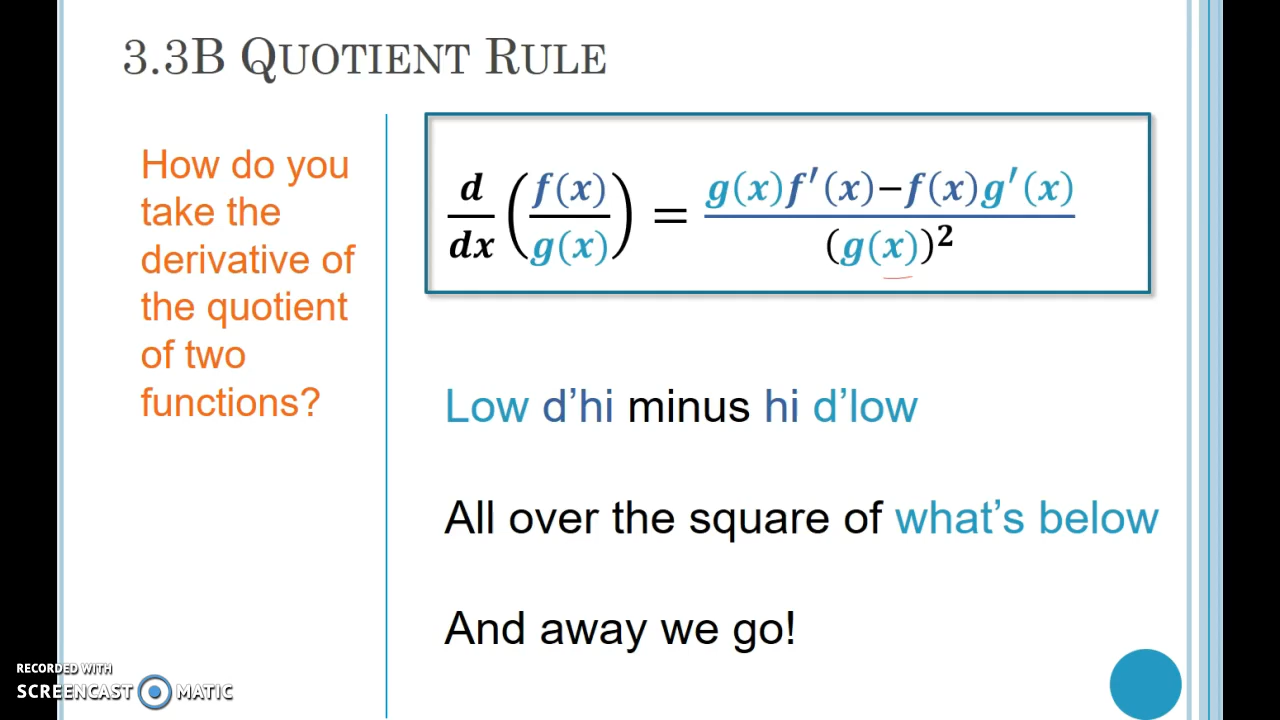 3.3B QUOTIENT RULE
How do you
take the
derivative of
the quotient
of two
functions?
d/dx (f(x)/g(x)) = (g(x)f′(x)−f(x)g′(x))/(g(x))²
Low d’hi minus hi d’low
All over the square of what’s below
And away we go!
RECORDED WITH
SCREENCAST MATIC